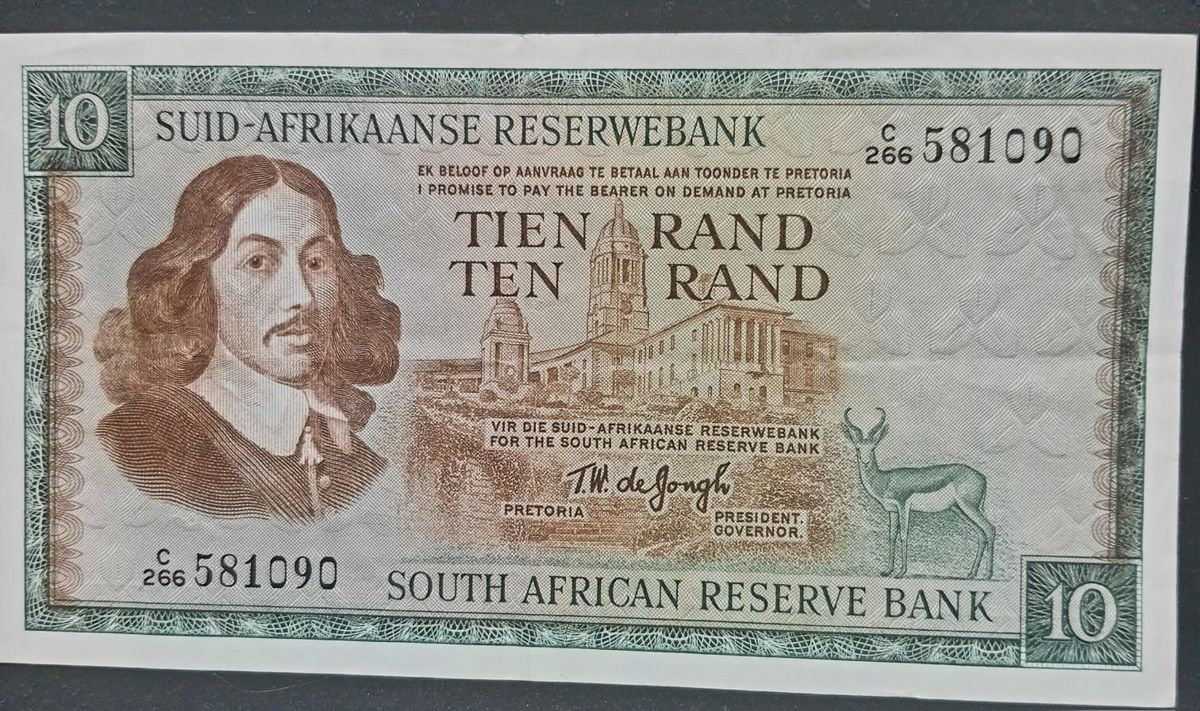 10
SUID-AFRIKAANSE RESERWEBANK
C/266 581090
EK BELOOF OP AANVRAAG TE BETAAL AAN TOONDER TE PRETORIA
I PROMISE TO PAY THE BEARER ON DEMAND AT PRETORIA
TIEN RAND
TEN RAND
VIR DIE SUID-AFRIKAANSE RESERWEBANK
FOR THE SOUTH AFRICAN RESERVE BANK
T.W. de Jongh
PRETORIA
PRESIDENT.
GOVERNOR.
C/266 581090
SOUTH AFRICAN RESERVE BANK
10